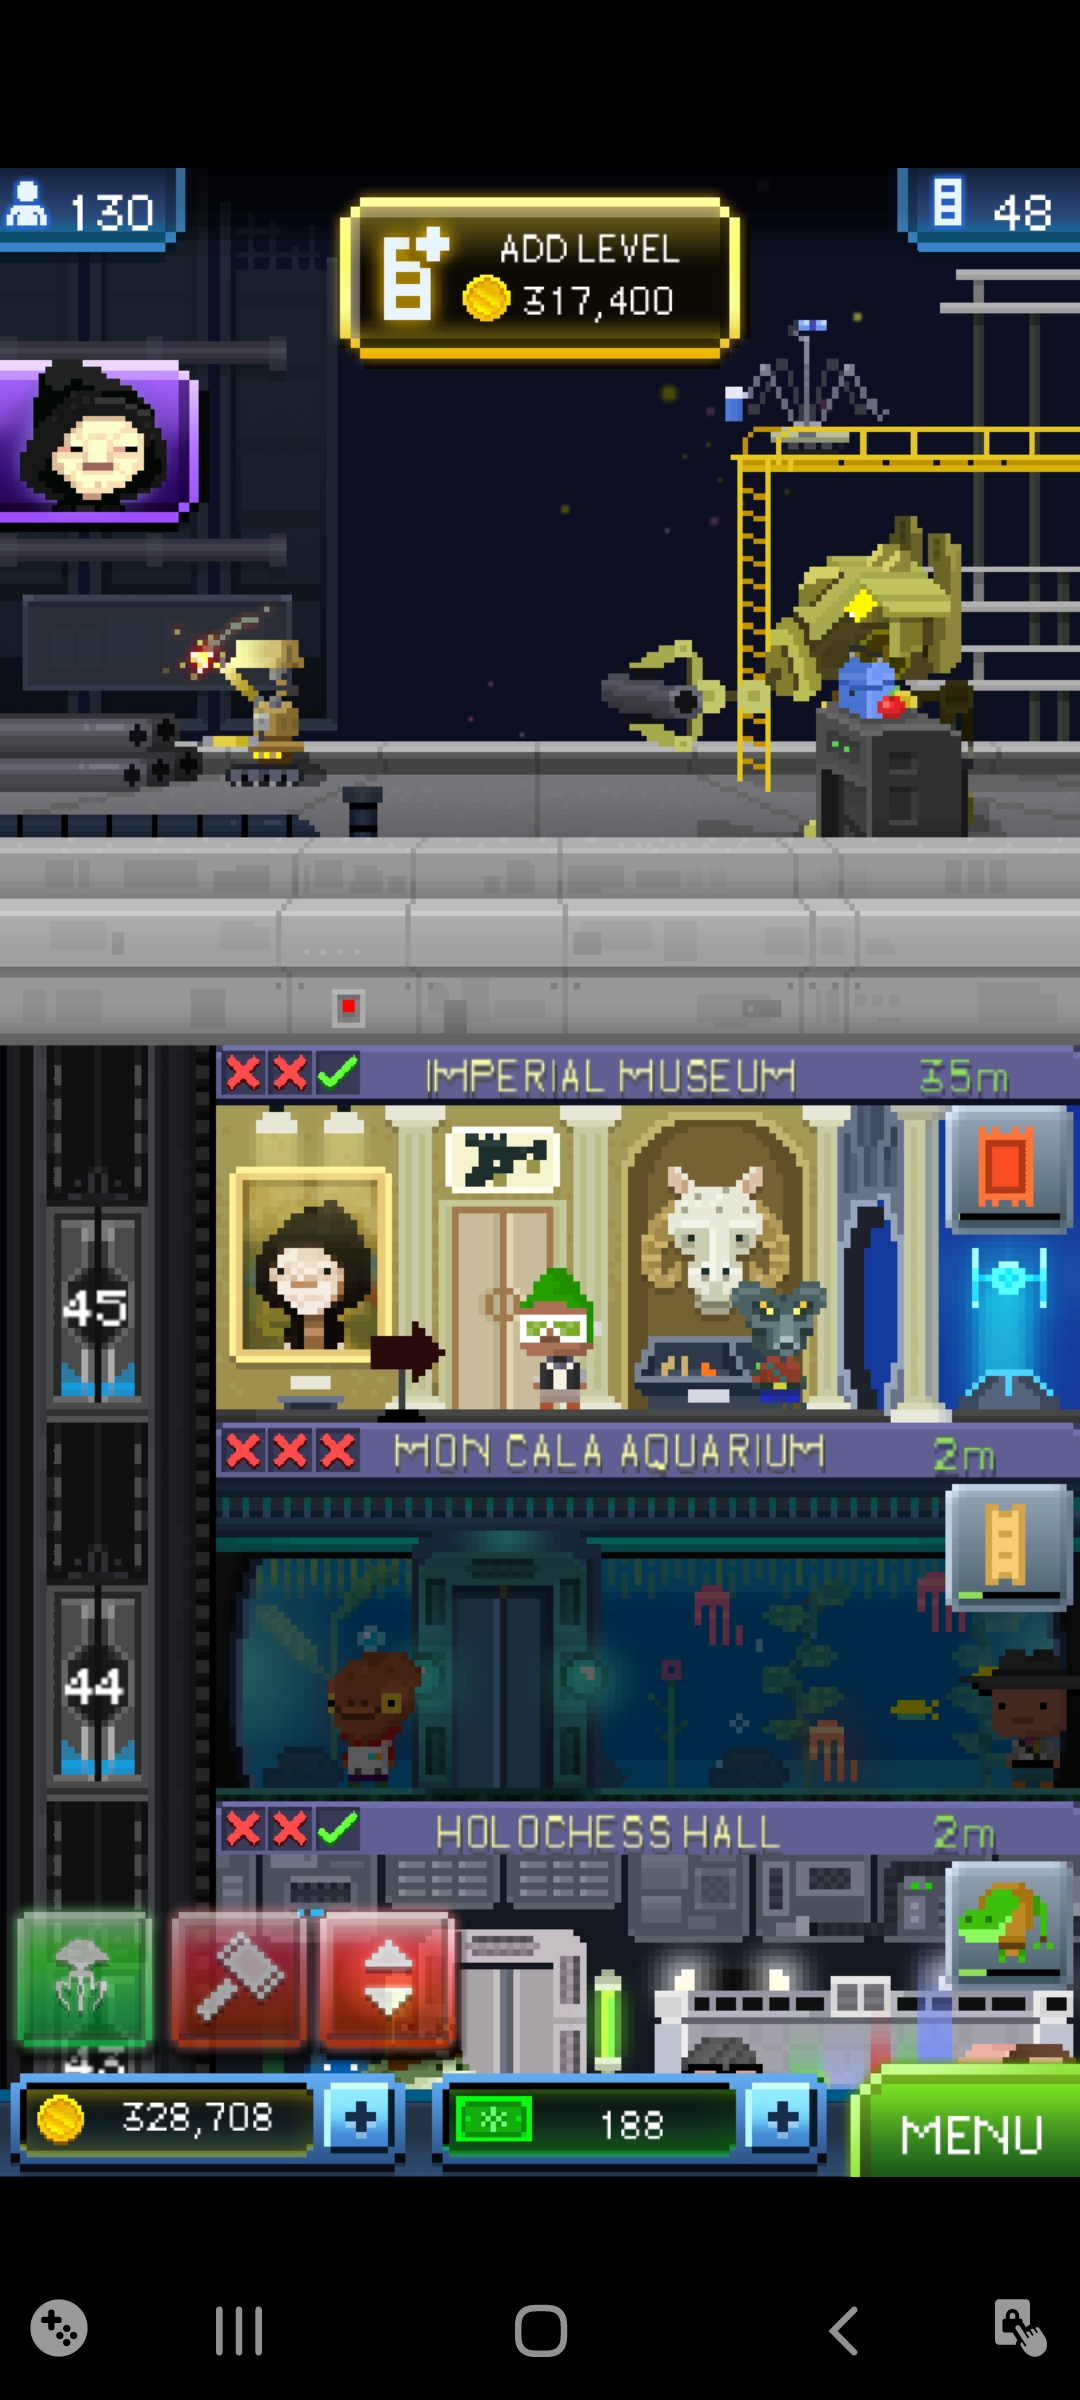 130
ADD LEVEL
317,400
48
IMPERIAL MUSEUM 35m
45
MON CALA AQUARIUM 2m
44
HOLOCHESS HALL 2m
43
328,708
188
MENU